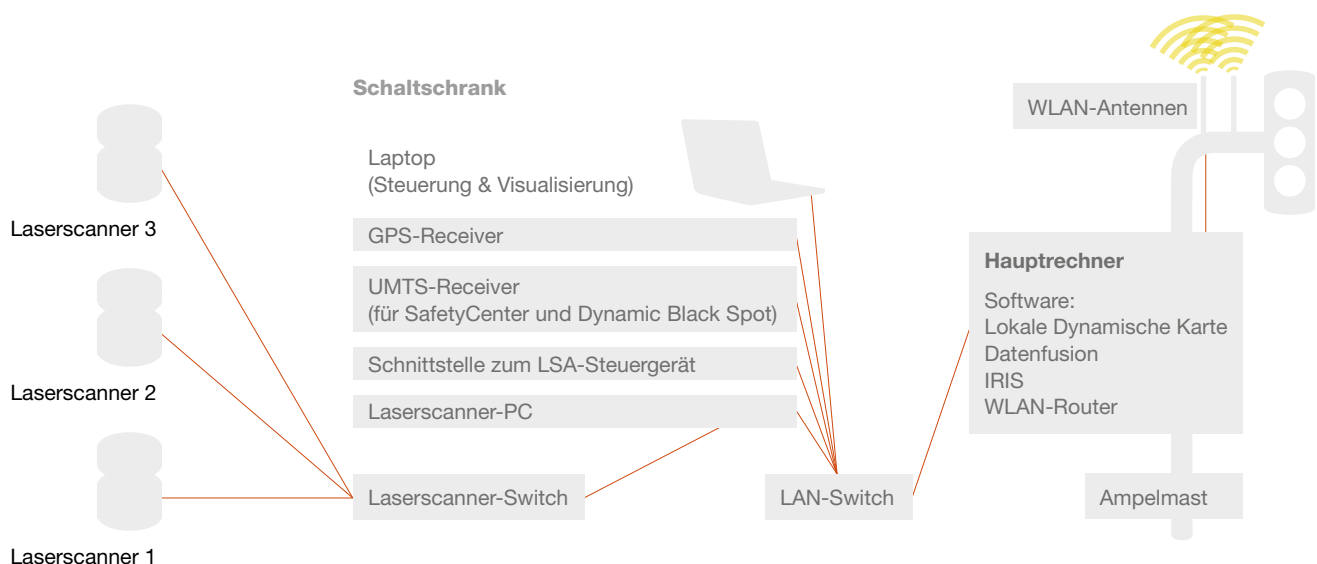 Schaltschrank
WLAN-Antennen
Laptop
(Steuerung & Visualisierung)
Laserscanner 3
GPS-Receiver
UMTS-Receiver
(für SafetyCenter und Dynamic Black Spot)
Laserscanner 2
Schnittstelle zum LSA-Steuergerät
Laserscanner-PC
Hauptrechner
Software:
Lokale Dynamische Karte
Datenfusion
IRIS
WLAN-Router
Laserscanner-Switch
LAN-Switch
Ampelmast
Laserscanner 1